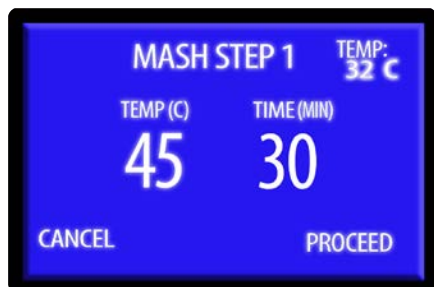 MASH STEP 1
TEMP:
32 C
TEMP (C)
TIME (MIN)
45
30
CANCEL
PROCEED